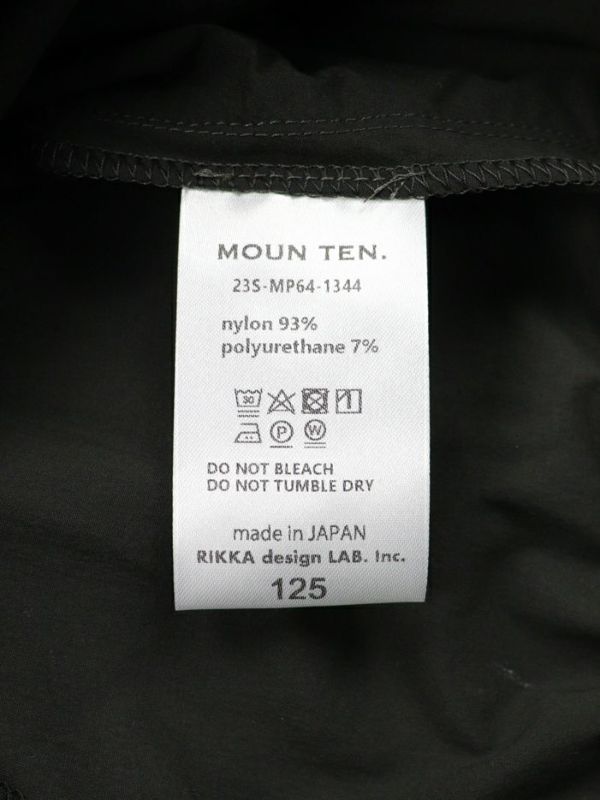 MOUN TEN.
23S-MP64-1344
nylon 93%
polyurethane 7%
30
P W
DO NOT BLEACH
DO NOT TUMBLE DRY
made in JAPAN
RIKKA design LAB. Inc.
125